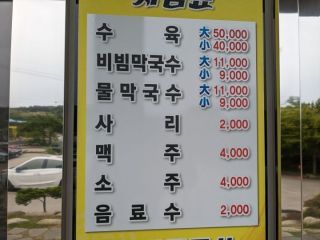 수 육 大 50,000
小 40,000
비빔막국수 大 11,000
小 9,000
물막국수 大 11,000
小 9,000
사 리 2,000
맥 주 4,000
소 주 4,000
음 료 수 2,000